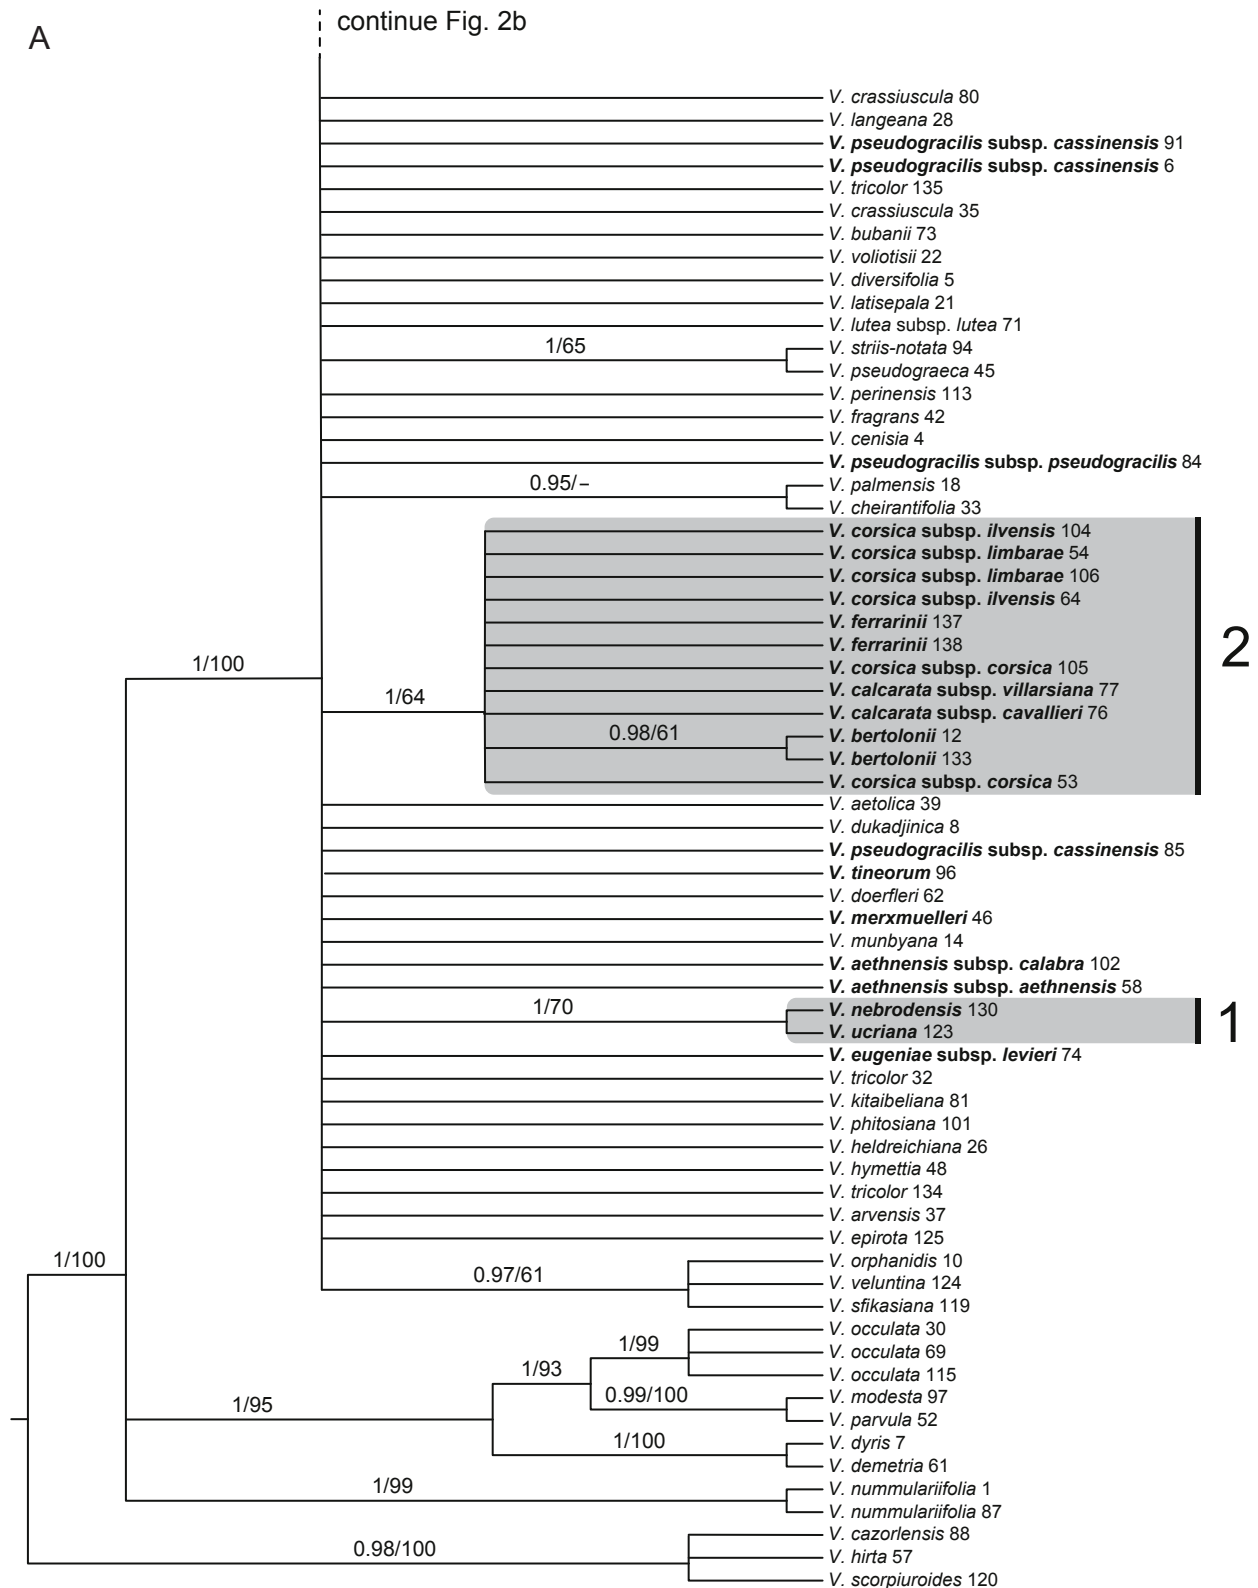 A
continue Fig. 2b
V. crassiuscula 80
V. langeana 28
V. pseudogracilis subsp. cassinensis 91
V. pseudogracilis subsp. cassinensis 6
V. tricolor 135
V. crassiuscula 35
V. bubanii 73
V. voliotisii 22
V. diversifolia 5
V. latisepala 21
V. lutea subsp. lutea 71
1/65
V. striis-notata 94
V. pseudograeca 45
V. perinensis 113
V. fragrans 42
V. cenisia 4
V. pseudogracilis subsp. pseudogracilis 84
0.95/–
V. palmensis 18
V. cheirantifolia 33
V. corsica subsp. ilvensis 104
V. corsica subsp. limbarae 54
V. corsica subsp. limbarae 106
V. corsica subsp. ilvensis 64
V. ferrarinii 137
V. ferrarinii 138
2
1/100
V. corsica subsp. corsica 105
V. calcarata subsp. villarsiana 77
1/64
V. calcarata subsp. cavallieri 76
0.98/61
V. bertolonii 12
V. bertolonii 133
V. corsica subsp. corsica 53
V. aetolica 39
V. dukadjinica 8
V. pseudogracilis subsp. cassinensis 85
V. tineorum 96
V. doerfleri 62
V. merxmuelleri 46
V. munbyana 14
V. aethnensis subsp. calabra 102
V. aethnensis subsp. aethnensis 58
1/70
V. nebrodensis 130
V. ucriana 123
1
V. eugeniae subsp. levieri 74
V. tricolor 32
V. kitaibeliana 81
V. phitosiana 101
V. heldreichiana 26
V. hymettia 48
V. tricolor 134
V. arvensis 37
V. epirota 125
1/100
V. orphanidis 10
0.97/61
V. veluntina 124
V. sfikasiana 119
V. occulata 30
1/99
V. occulata 69
V. occulata 115
1/93
0.99/100
V. modesta 97
V. parvula 52
1/95
1/100
V. dyris 7
V. demetria 61
1/99
V. nummulariifolia 1
V. nummulariifolia 87
V. cazorlensis 88
0.98/100
V. hirta 57
V. scorpiuroides 120